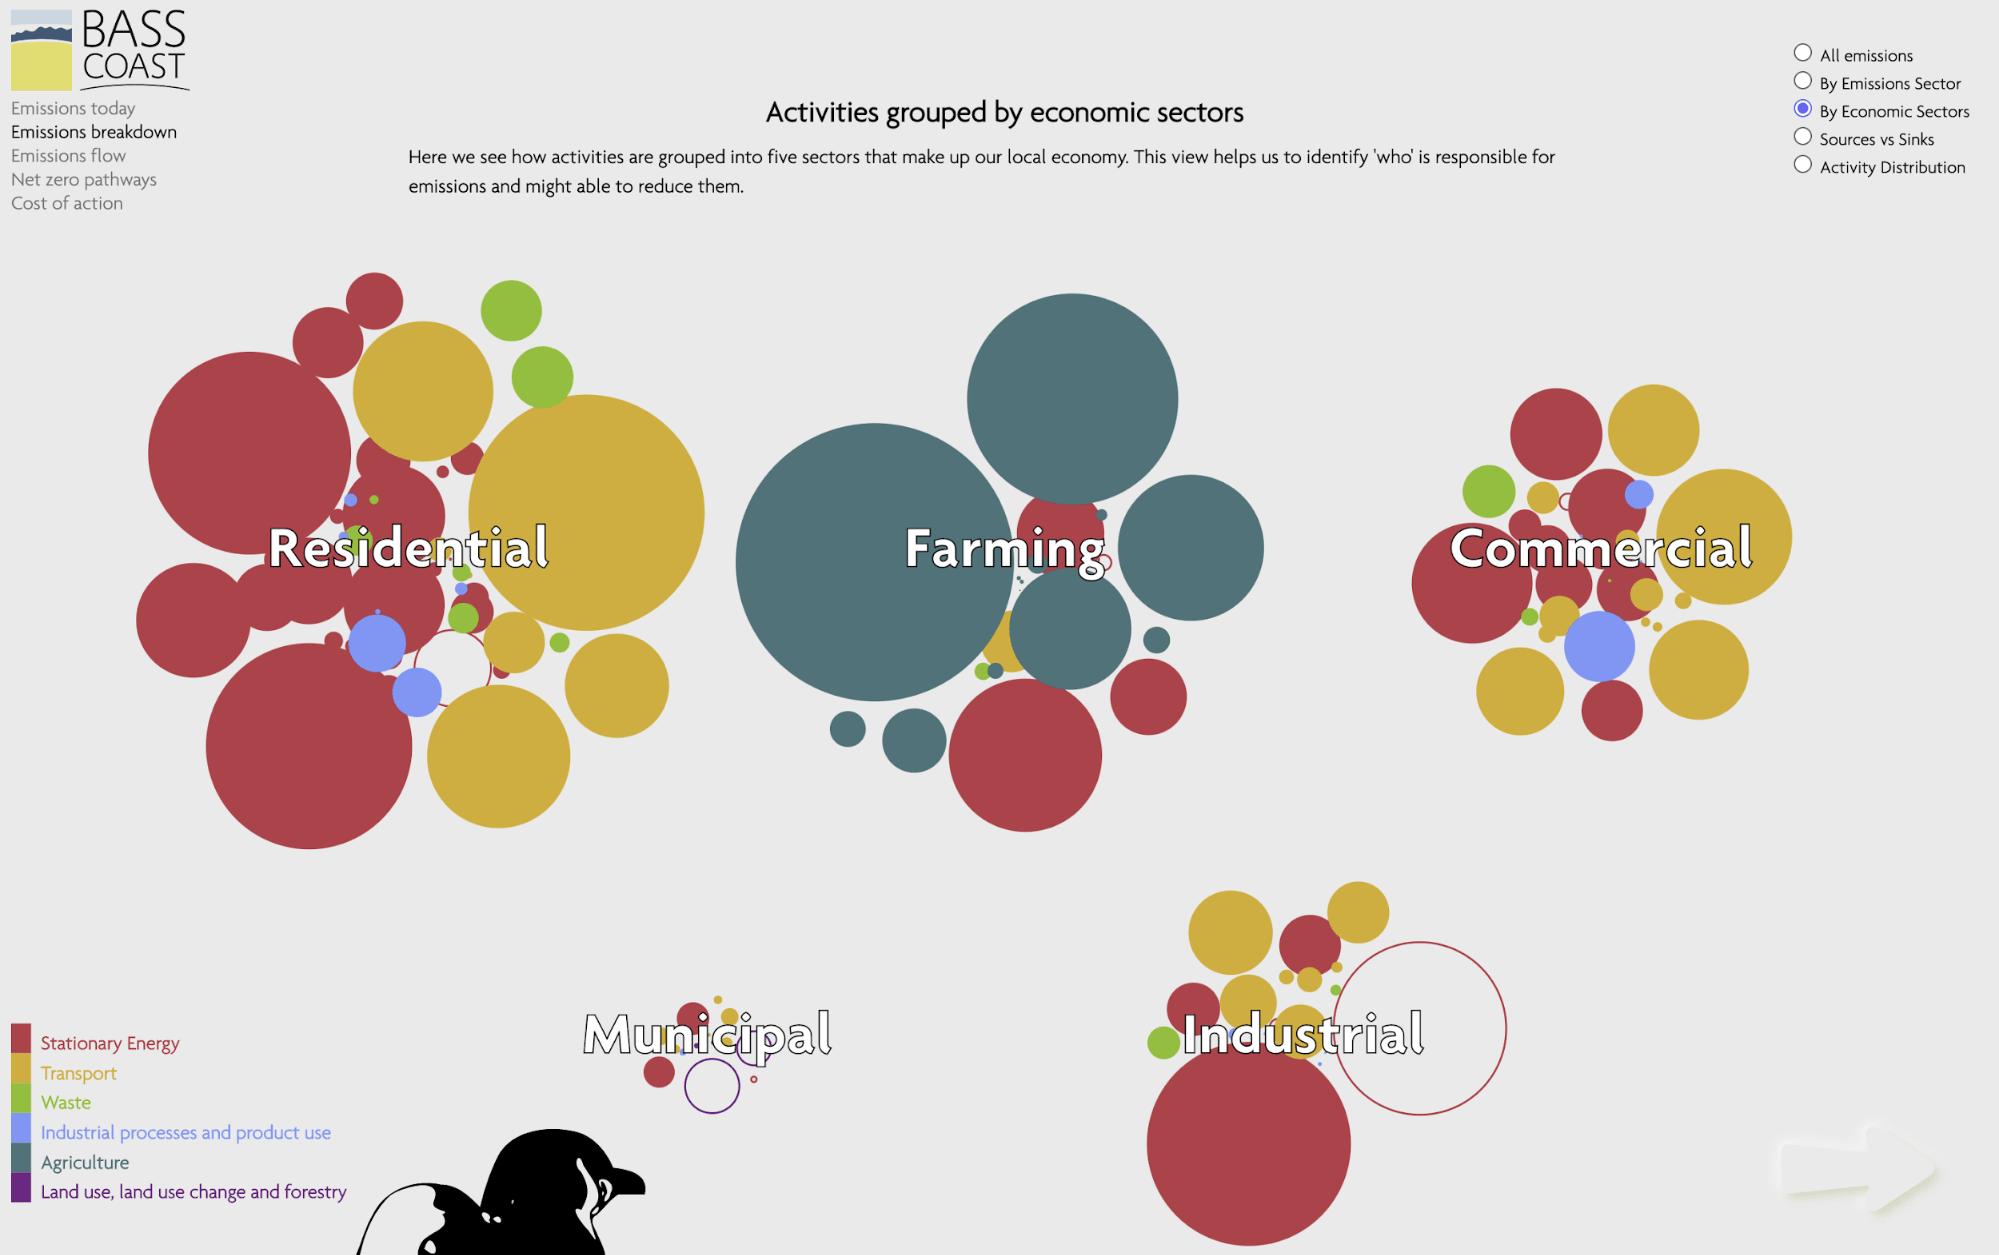 BASS
COAST
Emissions today
Emissions breakdown
Emissions flow
Net zero pathways
Cost of action
All emissions
By Emissions Sector
By Economic Sectors
Sources vs Sinks
Activity Distribution
Activities grouped by economic sectors
Here we see how activities are grouped into five sectors that make up our local economy. This view helps us to identify 'who' is responsible for
emissions and might able to reduce them.
Residential
Farming
Commercial
Municipal
Industrial
Stationary Energy
Transport
Waste
Industrial processes and product use
Agriculture
Land use, land use change and forestry